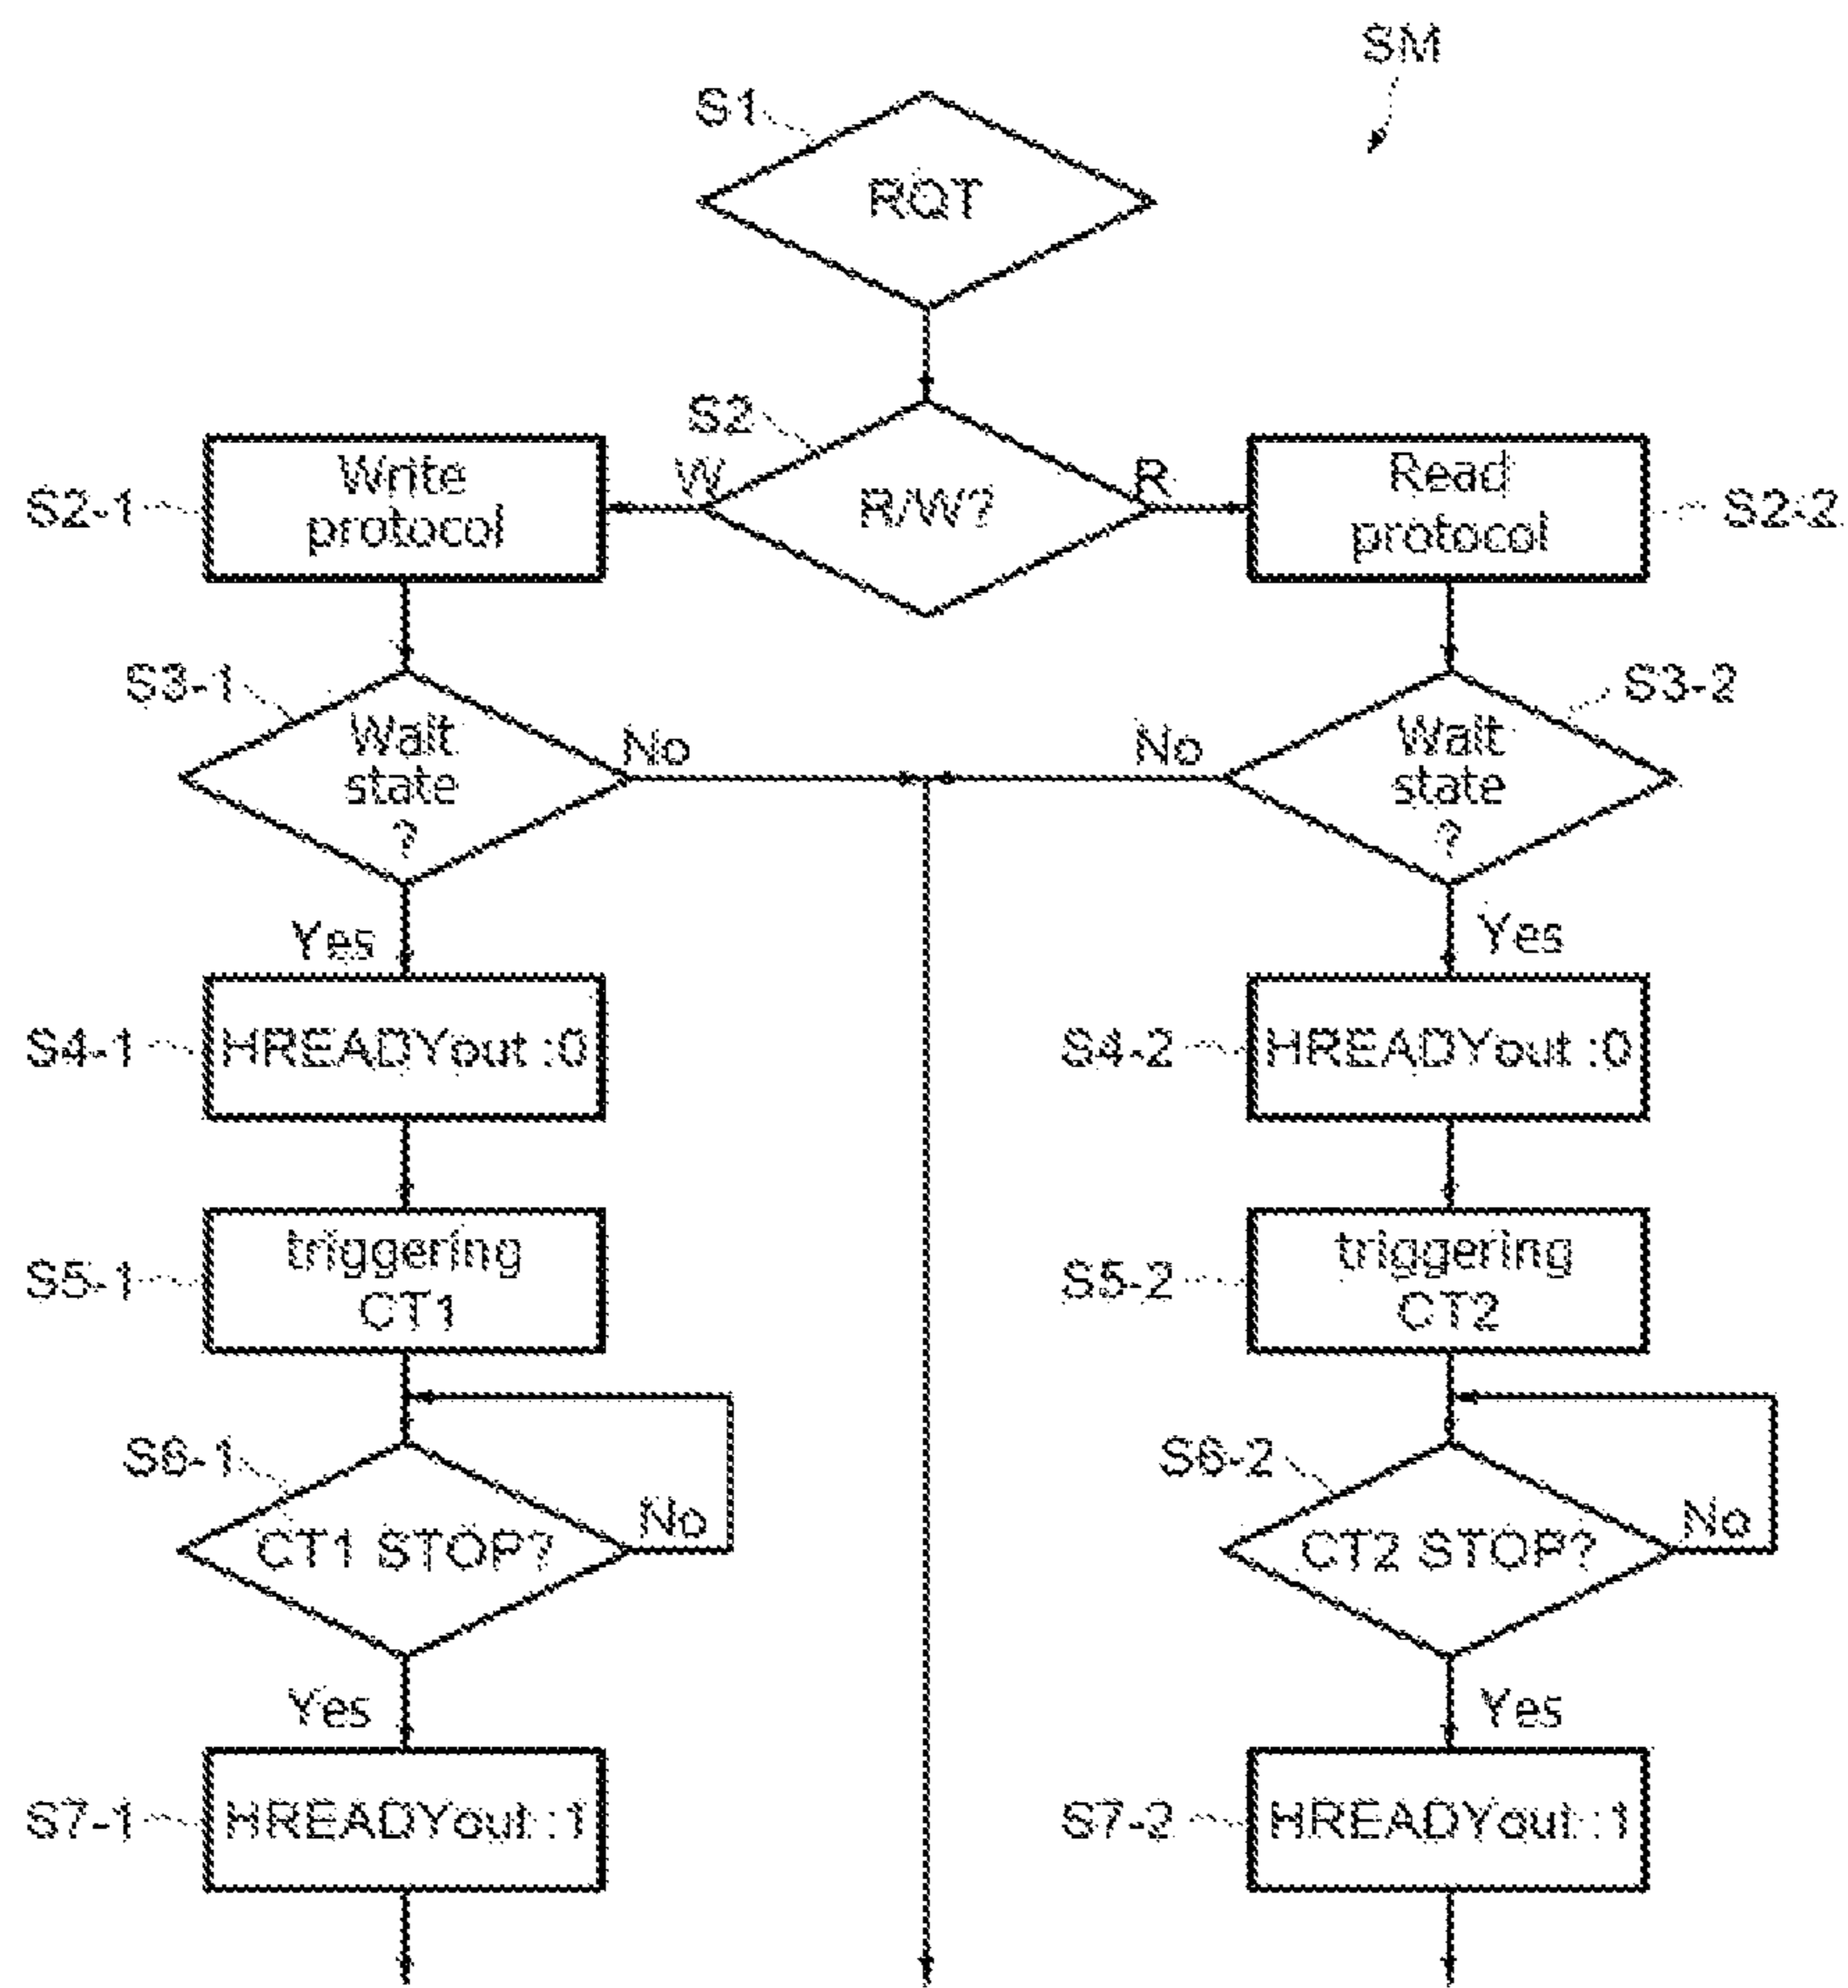 SM
S1
RQT
S2
S2-1
Write
protocol
W
R/W?
R
Read
protocol
S2-2
S3-1
Wait
state
?
No
No
Wait
state
?
S3-2
Yes
Yes
S4-1
HREADYout :0
S4-2
HREADYout :0
S5-1
triggering
CT1
S5-2
triggering
CT2
S6-1
CT1 STOP?
No
S6-2
CT2 STOP?
No
Yes
Yes
S7-1
HREADYout :1
S7-2
HREADYout :1